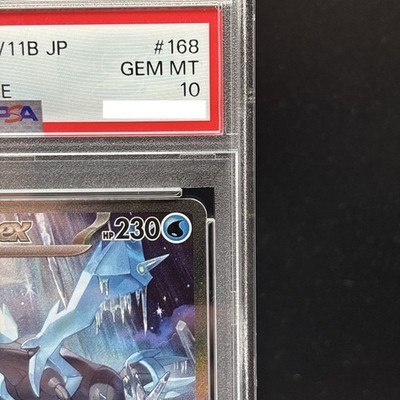 /11B JP #168
GEM MT
E 10
PSA
ex HP 230